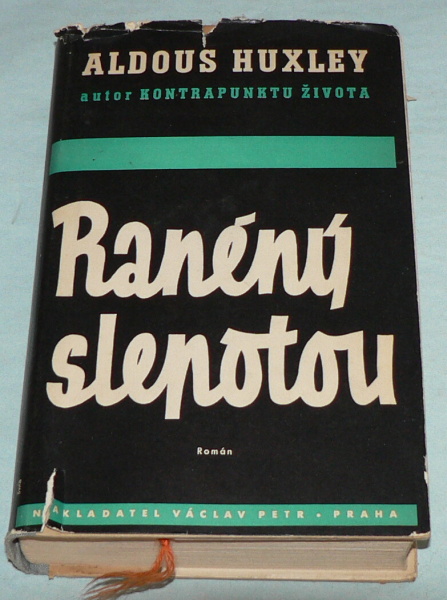 ALDOUS HUXLEY
autor KONTRAPUNKTU ŽIVOTA
Raněný
slepotou
Román
NAKLADATEL VÁCLAV PETR • PRAHA